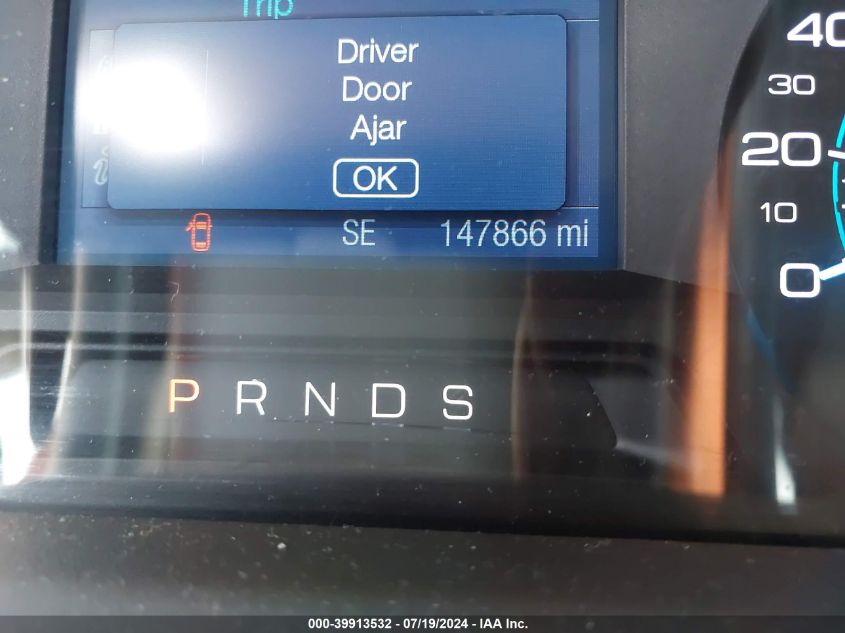 Trip
Driver
Door
Ajar
OK
SE 147866 mi
40
30
20
10
0
P R N D S
000-39913532 - 07/19/2024 - IAA Inc.